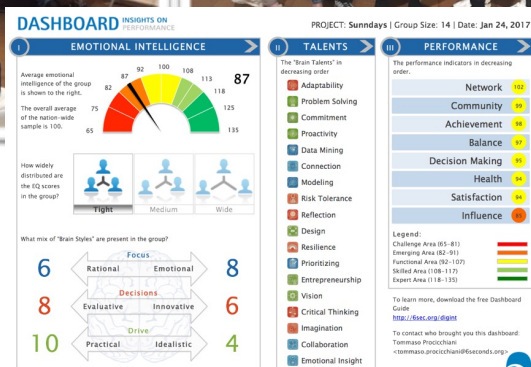 DASHBOARD INSIGHTS ON PERFORMANCE
PROJECT: Sunndays | Group Size: 14 | Date: Jan 24, 2017
I EMOTIONAL INTELLIGENCE
Average emotional
intelligence of the group
is shown to the right.
The overall average
of the nation-wide
sample is 100.
65
75
82
87
92
100
108
113
118
125
135
87
How widely
distributed are
the EQ scores
in the group?
Tight
Medium
Wide
What mix of "Brain Styles" are present in the group?
Focus
6 Rational Emotional 8
Decisions
8 Evaluative Innovative 6
Drive
10 Practical Idealistic 4
II TALENTS
The "Brain Talents" in
decreasing order
Adaptability
Problem Solving
Commitment
Proactivity
Data Mining
Connection
Modeling
Risk Tolerance
Reflection
Design
Resilience
Prioritizing
Entrepreneurship
Vision
Critical Thinking
Imagination
Collaboration
Emotional Insight
III PERFORMANCE
The performance indicators in decreasing
order.
Network 102
Community 99
Achievement 98
Balance 97
Decision Making 95
Health 94
Satisfaction 94
Influence 85
Legend:
Challenge Area (65-81)
Emerging Area (82-91)
Functional Area (92-107)
Skilled Area (108-117)
Expert Area (118-135)
To learn more, download the free Dashboard
Guide
http://6sec.org/digint
To contact who brought you this dashboard:
Tommaso Procicchiani
<tommaso.procicchiani@6seconds.org>